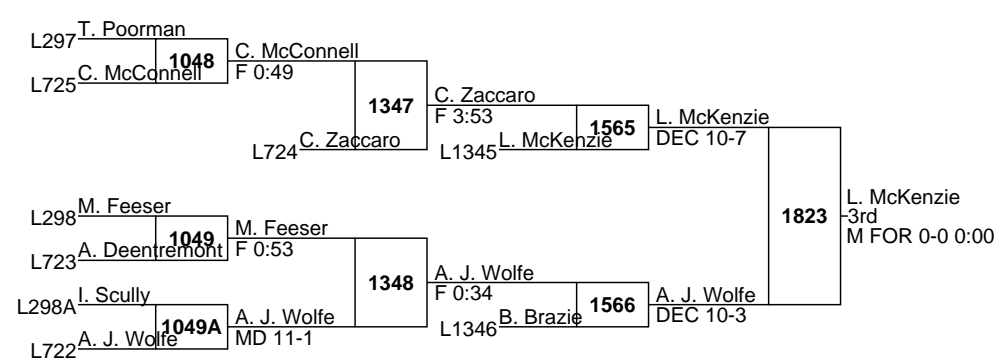 T. Poorman
L297
1048
C. McConnell
F 0:49
C. McConnell
L725
1347
C. Zaccaro
F 3:53
L724
C. Zaccaro
L1345
L. McKenzie
1565
L. McKenzie
DEC 10-7
L298
M. Feeser
1049
M. Feeser
F 0:53
L723
A. Deentremont
1348
A. J. Wolfe
F 0:34
L298A
I. Scully
1049A
A. J. Wolfe
MD 11-1
L722
A. J. Wolfe
L1346
B. Brazie
1566
A. J. Wolfe
DEC 10-3
1823
L. McKenzie
3rd
M FOR 0-0 0:00